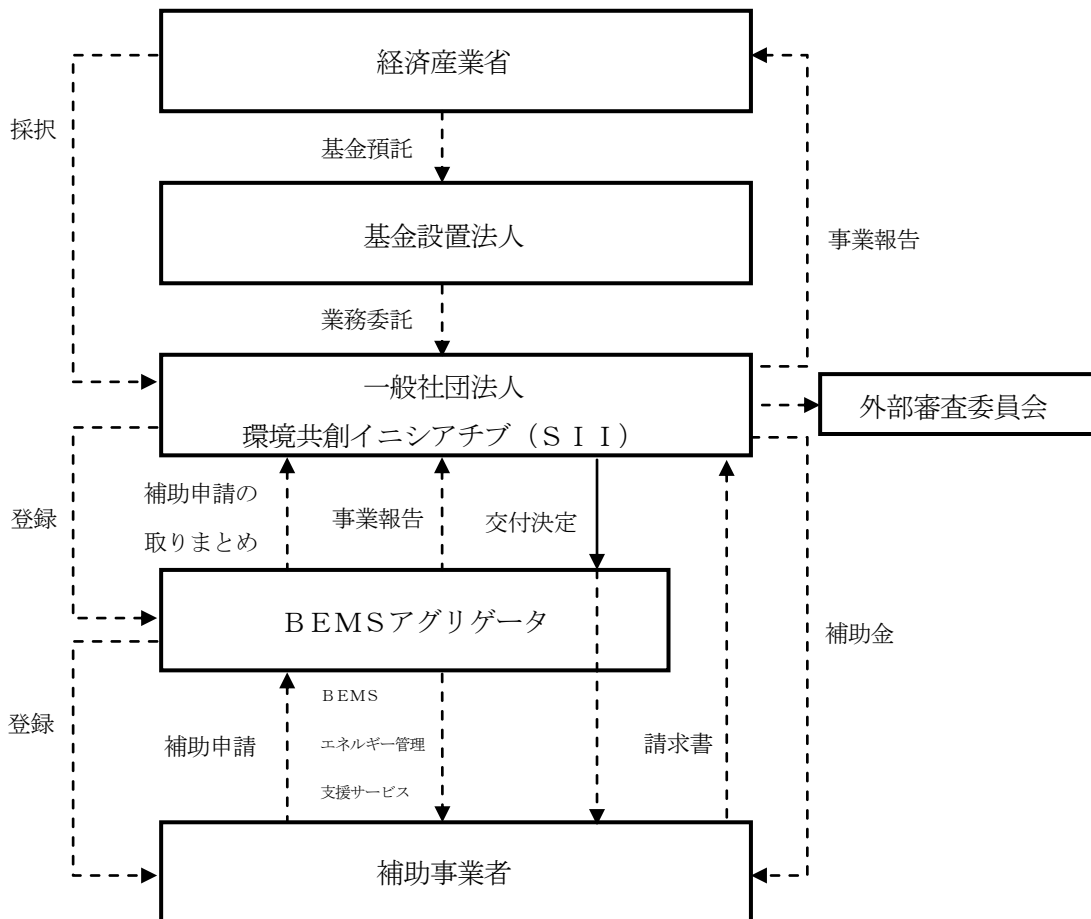 経済産業省
採択
基金預託
基金設置法人
事業報告
業務委託
一般社団法人
環境共創イニシアチブ（ＳＩＩ）
外部審査委員会
補助申請の
取りまとめ
登録
事業報告
交付決定
ＢＥＭＳアグリゲータ
補助金
登録
補助申請
ＢＥＭＳ
エネルギー管理
支援サービス
請求書
補助事業者